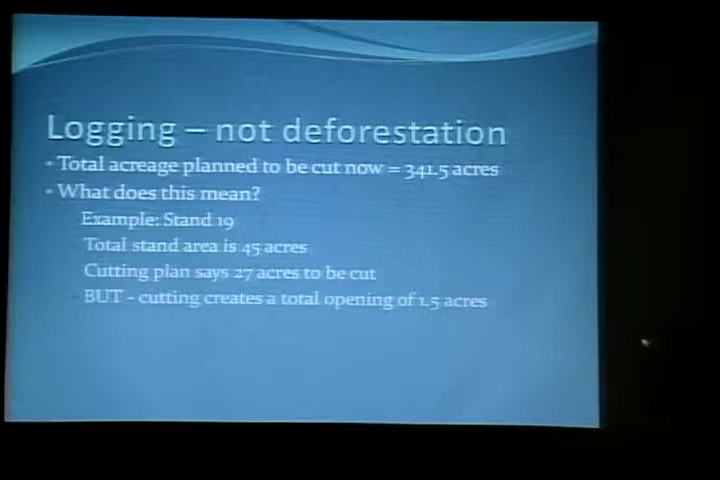 Logging – not deforestation
Total acreage planned to be cut now = 341.5 acres
What does this mean?
Example: Stand 19
Total stand area is 45 acres
Cutting plan says 27 acres to be cut
BUT - cutting creates a total opening of 1.5 acres